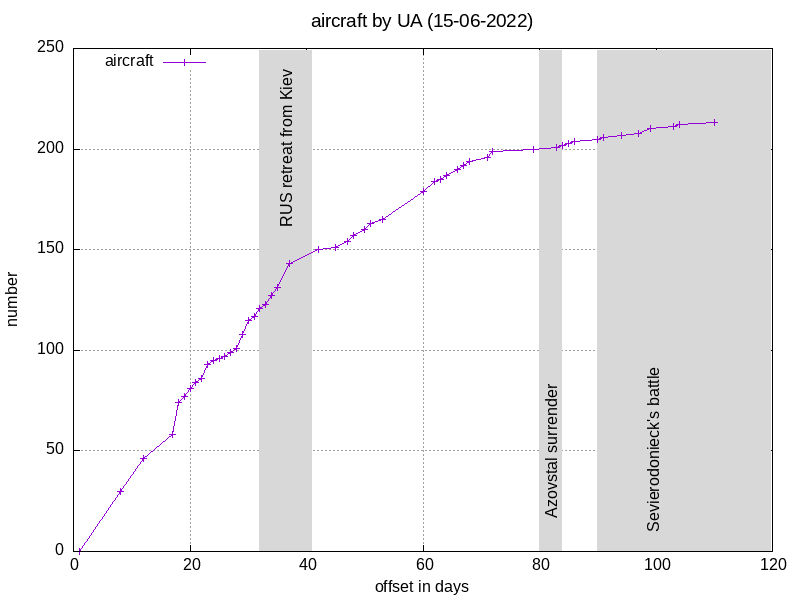 aircraft by UA (15-06-2022)
250
200
150
100
50
0
number
aircraft
RUS retreat from Kiev
Azovstal surrender
Sevierodonieck's battle
0 20 40 60 80 100 120
offset in days